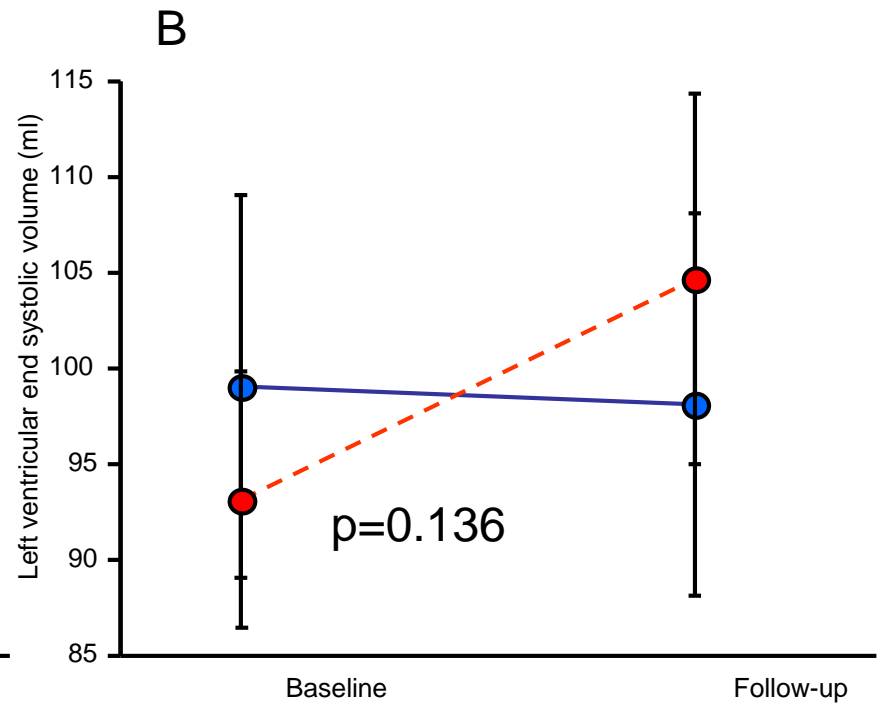 B
Left ventricular end systolic volume (ml)
115
110
105
100
95
90
85
p=0.136
Baseline
Follow-up